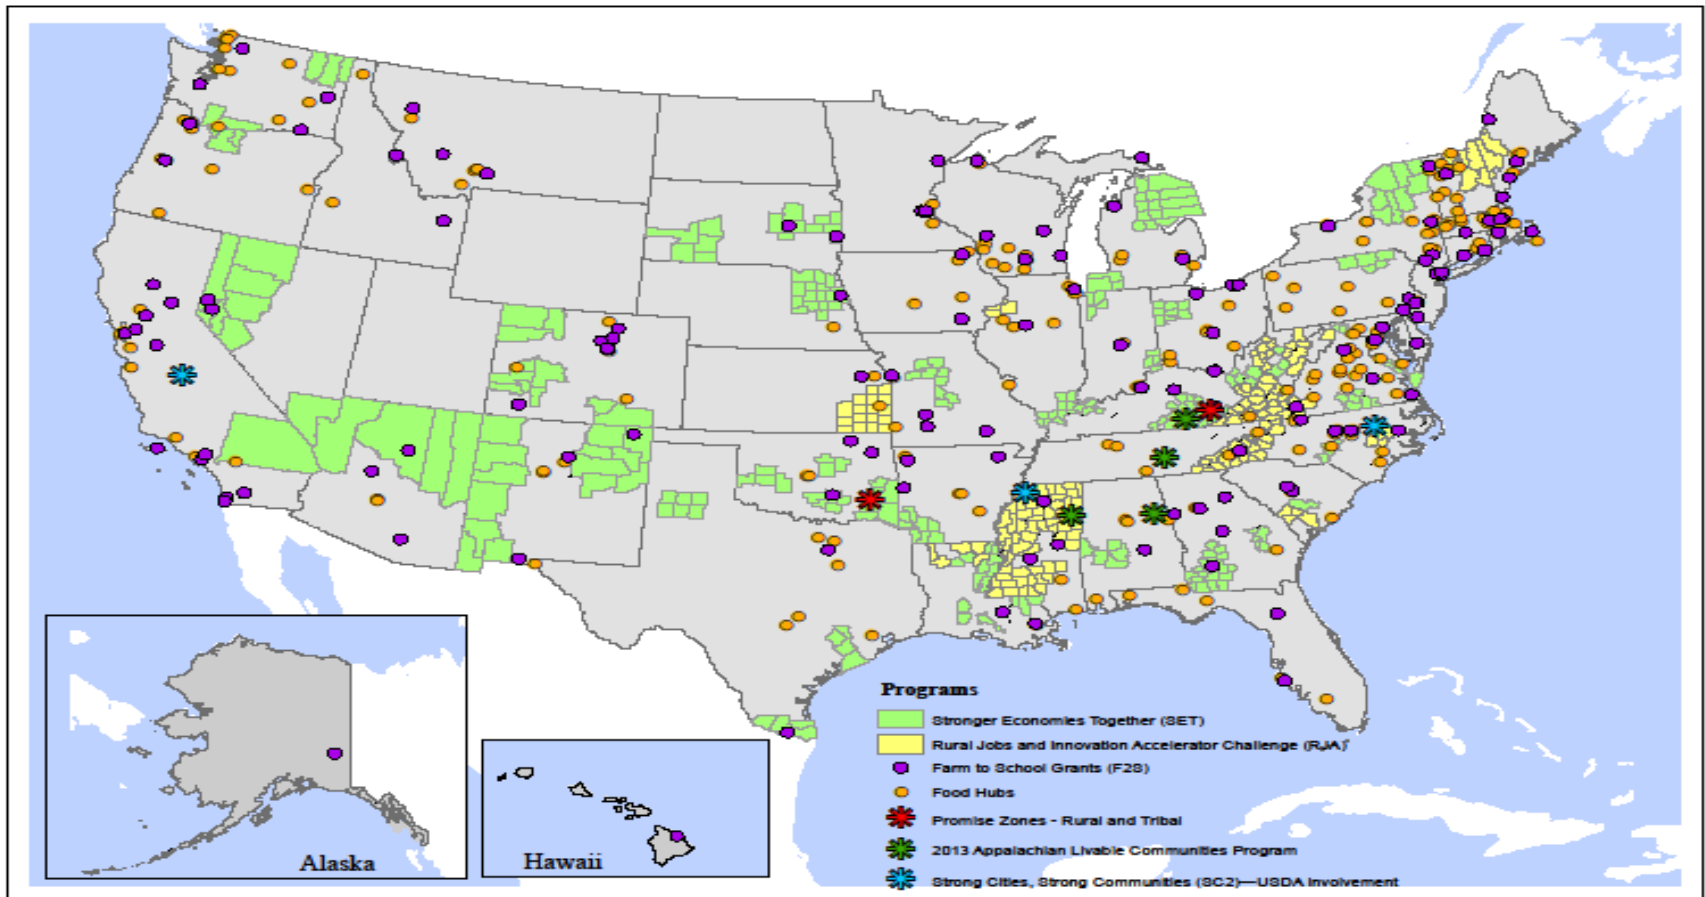 Programs
Stronger Economies Together (SET)
Rural Jobs and Innovation Accelerator Challenge (RJA)
Farm to School Grants (F2S)
Food Hubs
Promise Zones - Rural and Tribal
2013 Appalachian Livable Communities Program
Strong Cities, Strong Communities (SC2)—USDA Involvement
Alaska
Hawaii